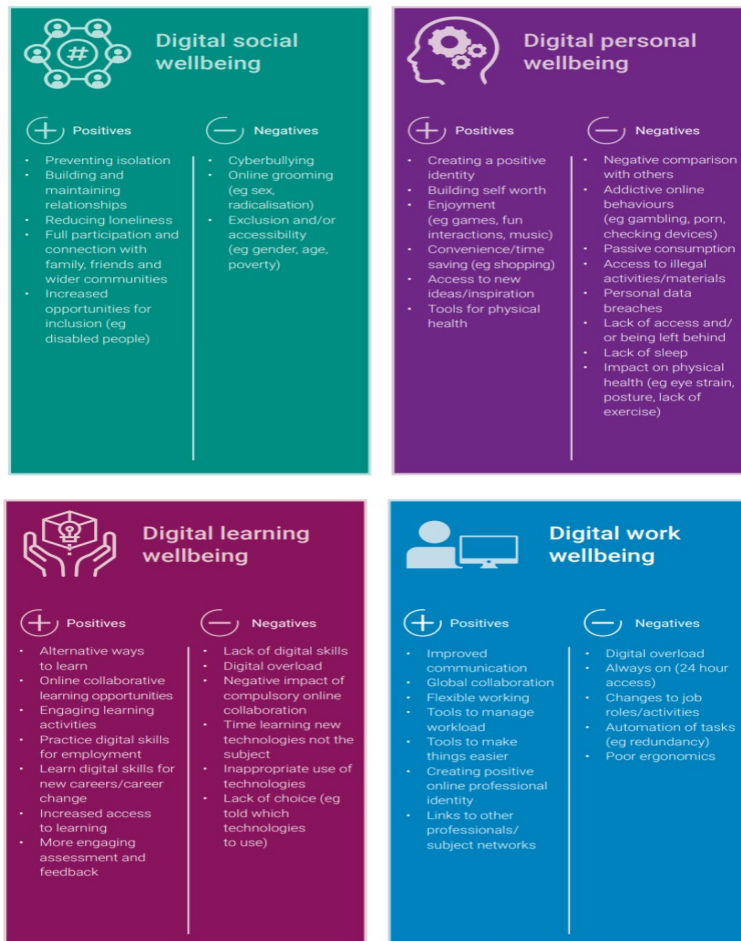 #
Digital social
wellbeing
Positives
• Preventing isolation
• Building and
maintaining
relationships
• Reducing loneliness
• Full participation and
connection with
family, friends and
wider communities
• Increased
opportunities for
inclusion (eg
disabled people)
Negatives
• Cyberbullying
• Online grooming
(eg sex,
radicalisation)
• Exclusion and/or
accessibility
(eg gender, age,
poverty)
Digital personal
wellbeing
Positives
• Creating a positive
identity
• Building self worth
• Enjoyment
(eg games, fun
interactions, music)
• Convenience/time
saving (eg shopping)
• Access to new
ideas/inspiration
• Tools for physical
health
Negatives
• Negative comparison
with others
• Addictive online
behaviours
(eg gambling, porn,
checking devices)
• Passive consumption
• Access to illegal
activities/materials
• Personal data
breaches
• Lack of access and/
or being left behind
• Lack of sleep
• Impact on physical
health (eg eye strain,
posture, lack of
exercise)
Digital learning
wellbeing
Positives
• Alternative ways
to learn
• Online collaborative
learning opportunities
• Engaging learning
activities
• Practice digital skills
for employment
• Learn digital skills for
new careers/career
change
• Increased access
to learning
• More engaging
assessment and
feedback
Negatives
• Lack of digital skills
• Digital overload
• Negative impact of
compulsory online
collaboration
• Time learning new
technologies not the
subject
• Inappropriate use of
technologies
• Lack of choice (eg
told which
technologies
to use)
Digital work
wellbeing
Positives
• Improved
communication
• Global collaboration
• Flexible working
• Tools to manage
workload
• Tools to make
things easier
• Creating positive
online professional
identity
• Links to other
professionals/
subject networks
Negatives
• Digital overload
• Always on (24 hour
access)
• Changes to job
roles/activities
• Automation of tasks
(eg redundancy)
• Poor ergonomics